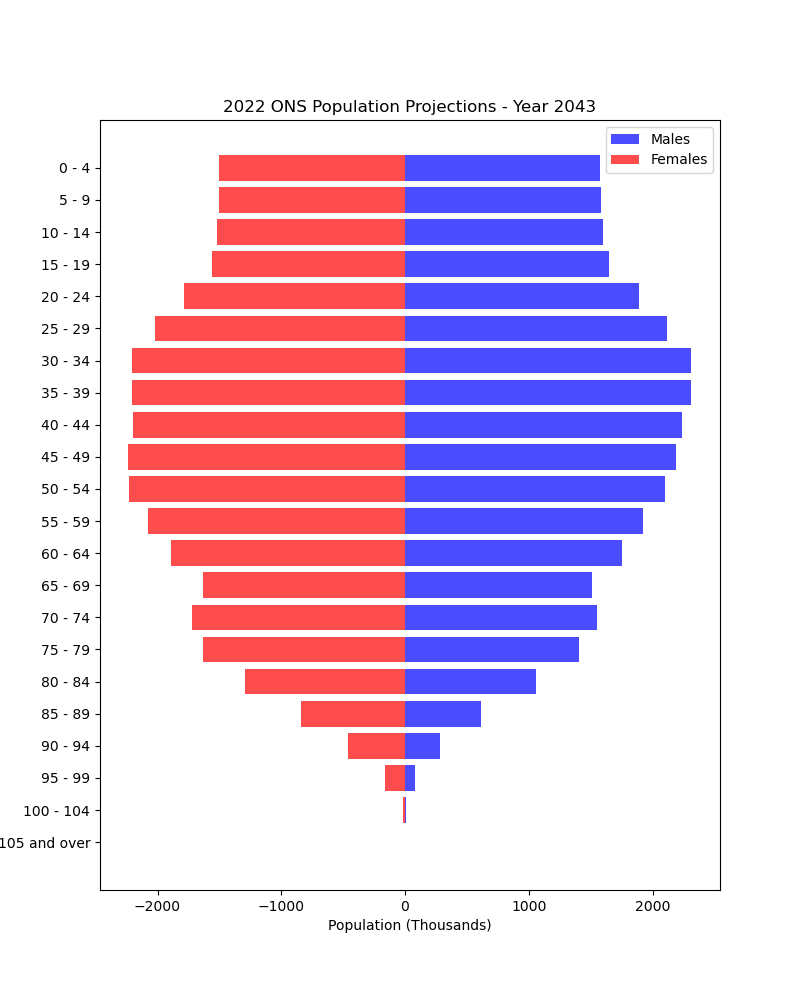 2022 ONS Population Projections - Year 2043
Males
Females
0 - 4
5 - 9
10 - 14
15 - 19
20 - 24
25 - 29
30 - 34
35 - 39
40 - 44
45 - 49
50 - 54
55 - 59
60 - 64
65 - 69
70 - 74
75 - 79
80 - 84
85 - 89
90 - 94
95 - 99
100 - 104
105 and over
−2000 −1000 0 1000 2000
Population (Thousands)